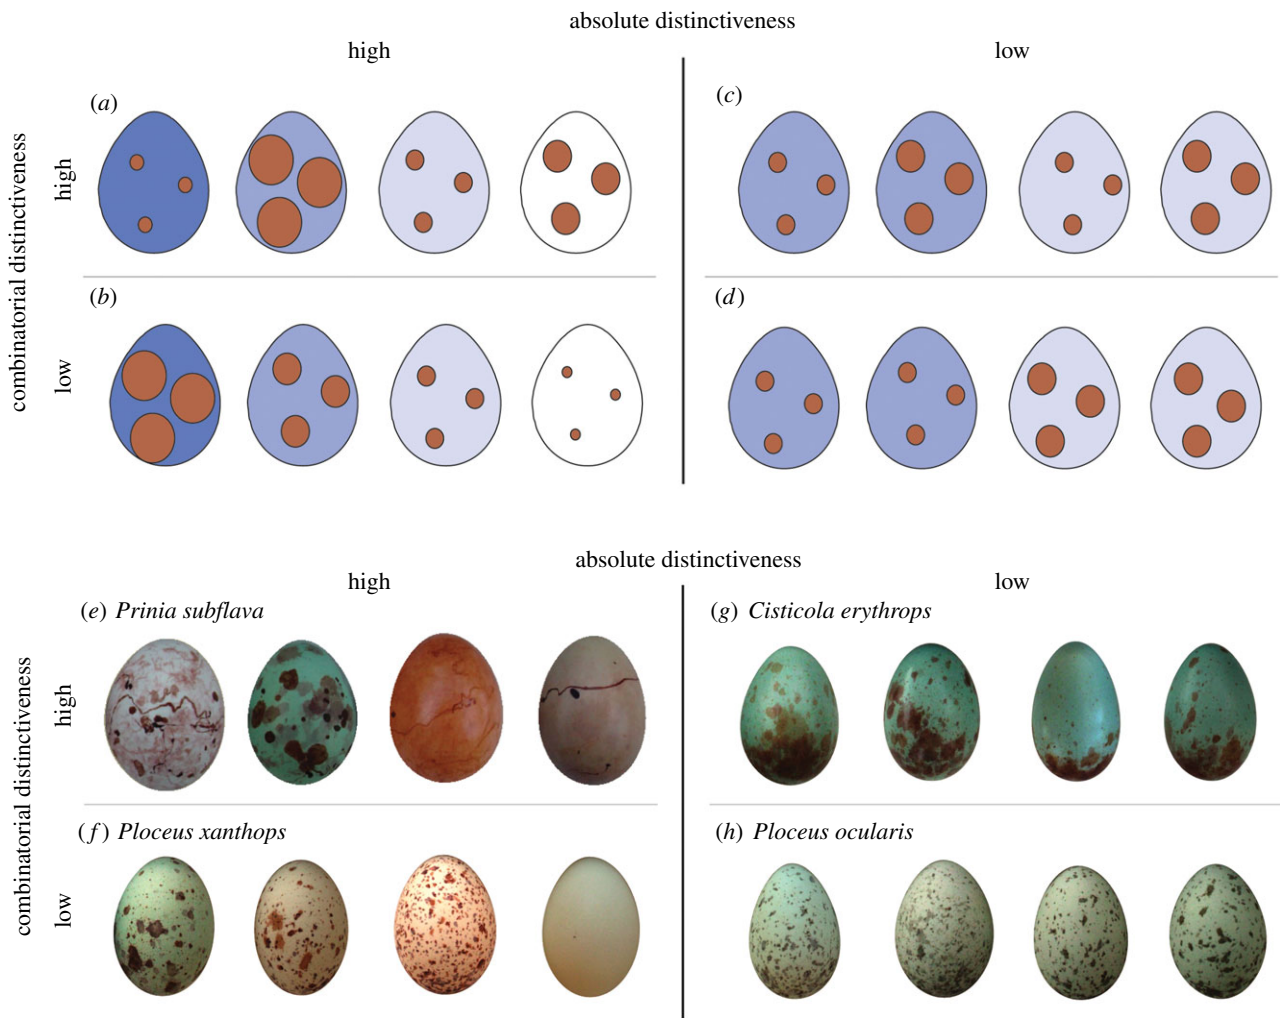 absolute distinctiveness
high
low
combinatorial distinctiveness
high
(a)
(c)
low
(b)
(d)
absolute distinctiveness
high
low
combinatorial distinctiveness
high
(e) Prinia subflava
(g) Cisticola erythrops
low
(f) Ploceus xanthops
(h) Ploceus ocularis